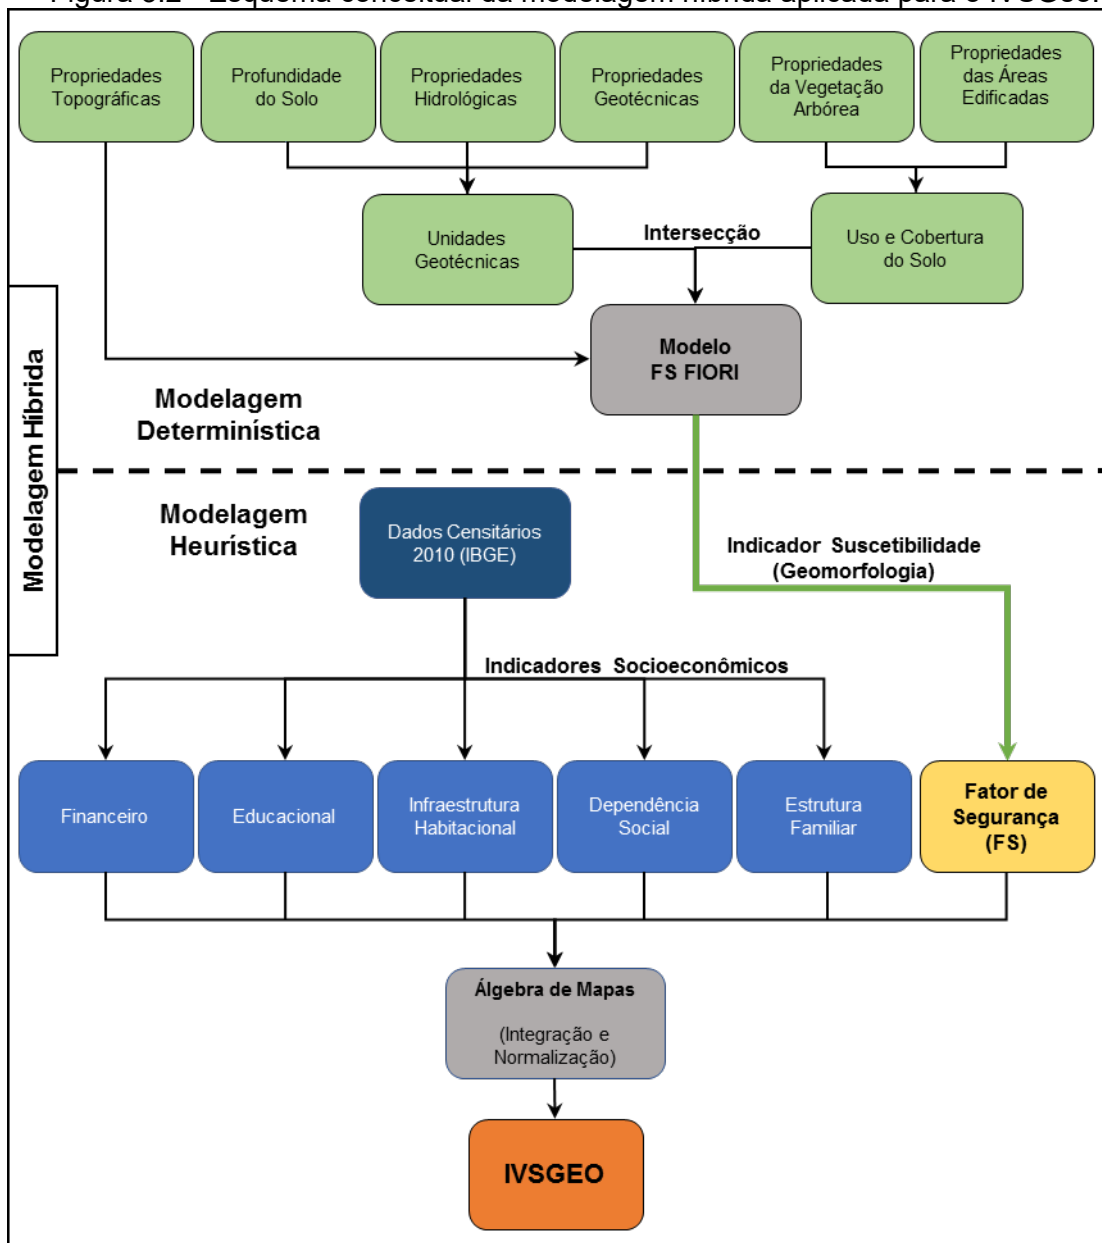 Propriedades
Topográficas
Profundidade
do Solo
Propriedades
Hidrológicas
Propriedades
Geotécnicas
Propriedades
da Vegetação
Arbórea
Propriedades
das Áreas
Edificadas
Unidades
Geotécnicas
Intersecção
Uso e Cobertura
do Solo
Modelo
FS FIORI
Modelagem Híbrida
Modelagem
Determinística
Modelagem
Heurística
Dados Censitários
2010 (IBGE)
Indicador Suscetibilidade
(Geomorfologia)
Indicadores Socioeconômicos
Financeiro
Educacional
Infraestrutura
Habitacional
Dependência
Social
Estrutura
Familiar
Fator de
Segurança
(FS)
Álgebra de Mapas
(Integração e
Normalização)
IVSGEO